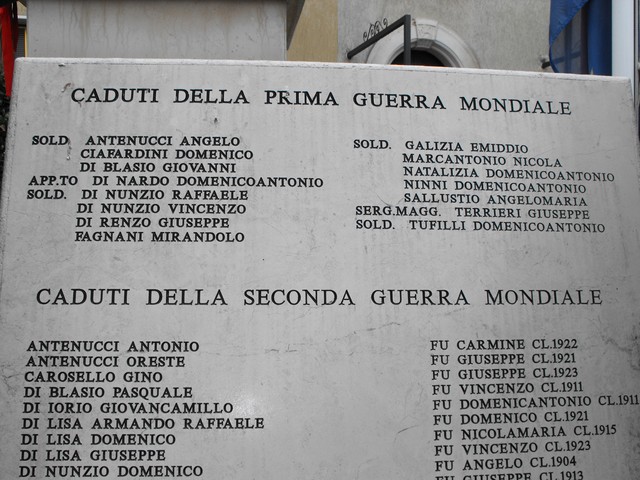 CADUTI DELLA PRIMA GUERRA MONDIALE
SOLD. ANTENUCCI ANGELO
CIAFARDINI DOMENICO
DI BLASIO GIOVANNI
APP.TO DI NARDO DOMENICOANTONIO
SOLD. DI NUNZIO RAFFAELE
DI NUNZIO VINCENZO
DI RENZO GIUSEPPE
FAGNANI MIRANDOLO
SOLD. GALIZIA EMIDDIO
MARCANTONIO NICOLA
NATALIZIA DOMENICOANTONIO
NINNI DOMENICOANTONIO
SALLUSTIO ANGELOMARIA
SERG.MAGG. TERRIERI GIUSEPPE
SOLD. TUFILLI DOMENICOANTONIO
CADUTI DELLA SECONDA GUERRA MONDIALE
ANTENUCCI ANTONIO FU CARMINE CL.1922
ANTENUCCI ORESTE FU GIUSEPPE CL.1921
CAROSELLO GINO FU GIUSEPPE CL.1923
DI BLASIO PASQUALE FU VINCENZO CL.1911
DI IORIO GIOVANCAMILLO FU DOMENICANTONIO CL.1911
DI LISA ARMANDO RAFFAELE FU DOMENICO CL.1921
DI LISA DOMENICO FU NICOLAMARIA CL.1915
DI LISA GIUSEPPE FU VINCENZO CL.1923
DI NUNZIO DOMENICO FU ANGELO CL.1904
FU GIUSEPPE CL.1913